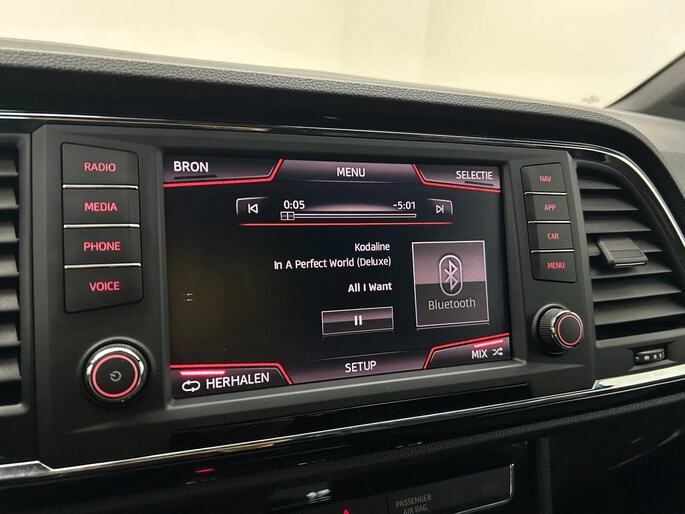 RADIO
MEDIA
PHONE
VOICE
BRON
MENU
SELECTIE
0:05
-5:01
Kodaline
In A Perfect World (Deluxe)
All I Want
Bluetooth
HERHALEN
SETUP
MIX
NAV
APP
CAR
MENU
PASSENGER
AIR BAG